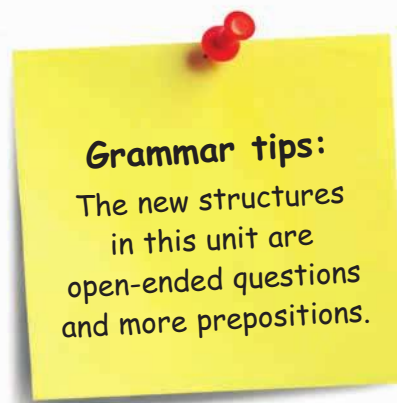 Grammar tips:
The new structures
in this unit are
open-ended questions
and more prepositions.